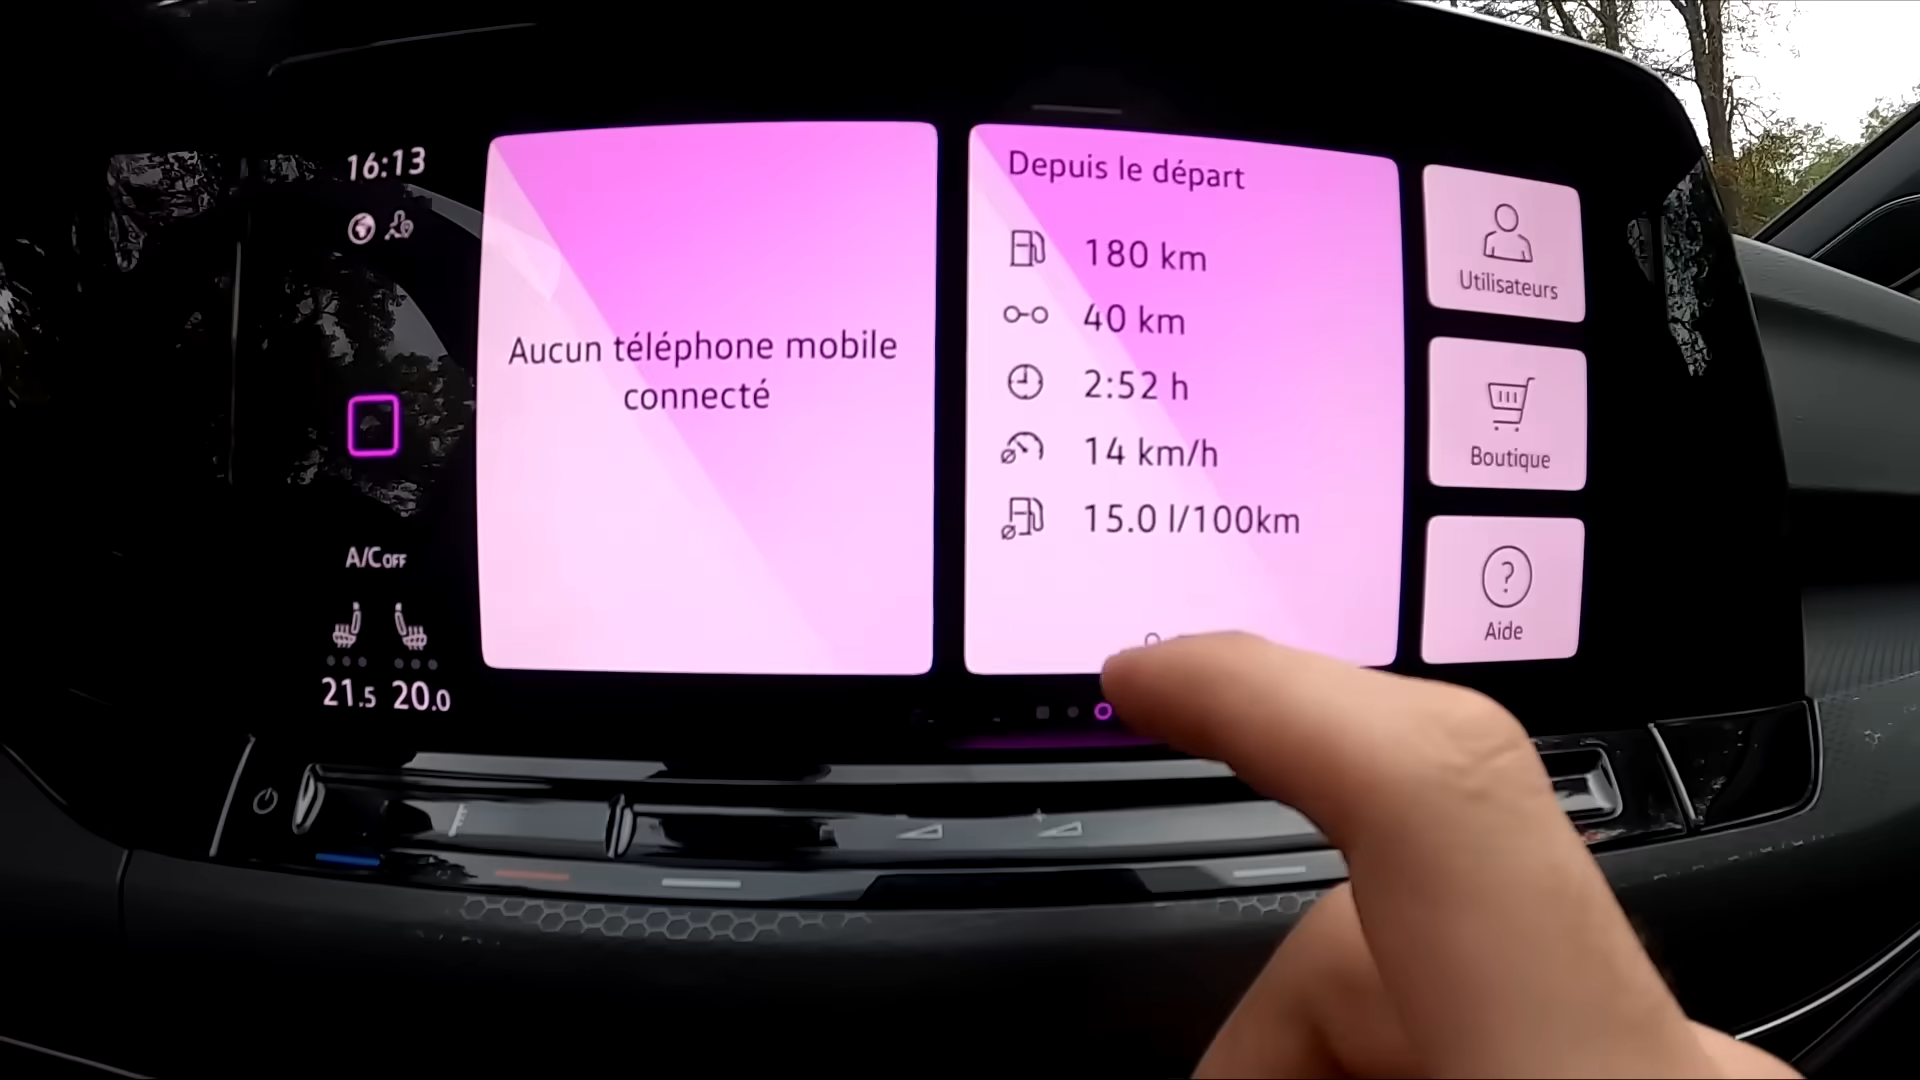 16:13
A/C OFF
21.5 20.0
Aucun téléphone mobile
connecté
Depuis le départ
180 km
40 km
2:52 h
14 km/h
15.0 l/100km
Utilisateurs
Boutique
?
Aide